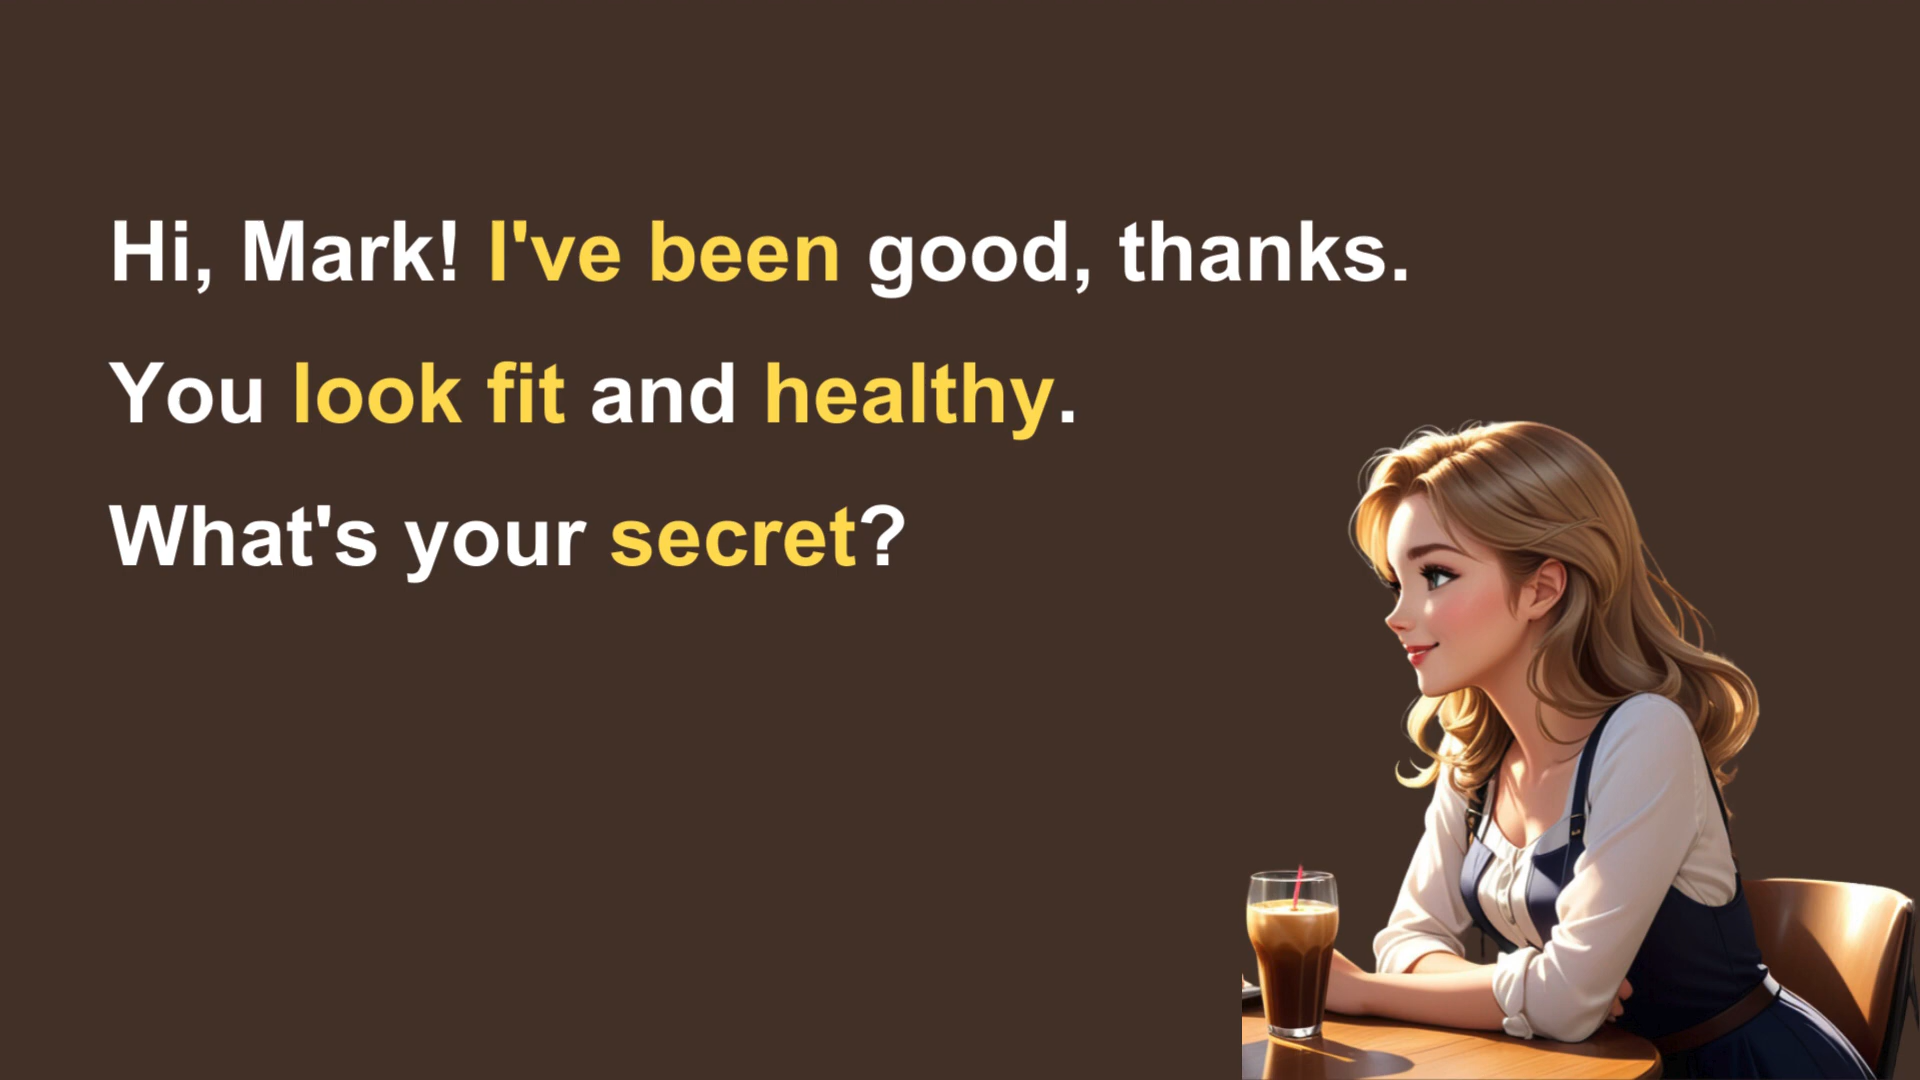 Hi, Mark! I've been good, thanks.
You look fit and healthy.
What's your secret?